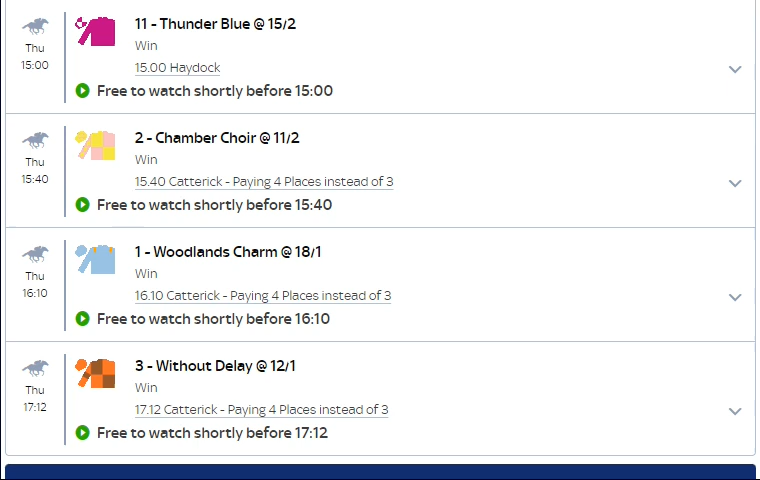 Thu
15:00
11 - Thunder Blue @ 15/2
Win
15.00 Haydock
Free to watch shortly before 15:00
Thu
15:40
2 - Chamber Choir @ 11/2
Win
15.40 Catterick - Paying 4 Places instead of 3
Free to watch shortly before 15:40
Thu
16:10
1 - Woodlands Charm @ 18/1
Win
16.10 Catterick - Paying 4 Places instead of 3
Free to watch shortly before 16:10
Thu
17:12
3 - Without Delay @ 12/1
Win
17.12 Catterick - Paying 4 Places instead of 3
Free to watch shortly before 17:12